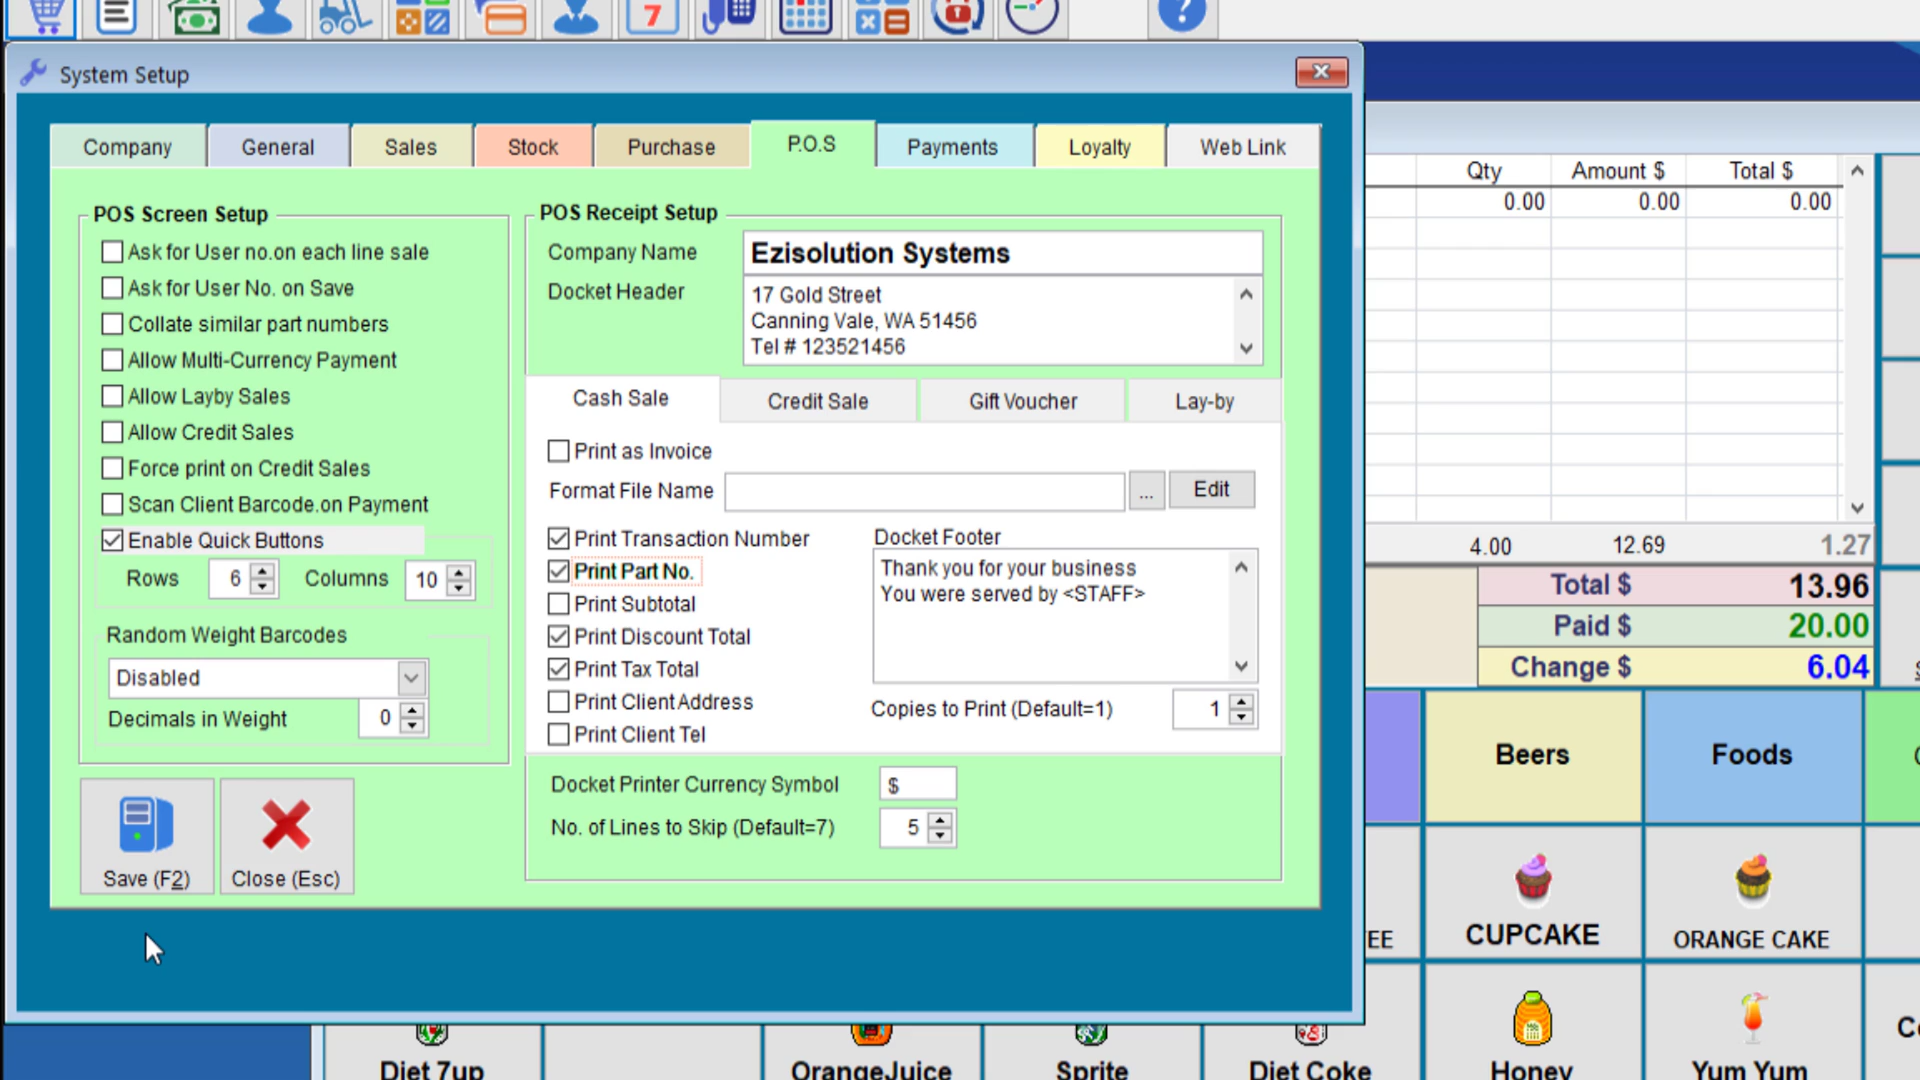 7
?
System Setup
Company
General
Sales
Stock
Purchase
P.O.S
Payments
Loyalty
Web Link
POS Screen Setup
Ask for User no.on each line sale
Ask for User No. on Save
Collate similar part numbers
Allow Multi-Currency Payment
Allow Layby Sales
Allow Credit Sales
Force print on Credit Sales
Scan Client Barcode.on Payment
Enable Quick Buttons
Rows 6 Columns 10
Random Weight Barcodes
Disabled
Decimals in Weight 0
Save (F2)
Close (Esc)
POS Receipt Setup
Company Name Ezisolution Systems
Docket Header 17 Gold Street
Canning Vale, WA 51456
Tel # 123521456
Cash Sale
Credit Sale
Gift Voucher
Lay-by
Print as Invoice
Format File Name ... Edit
Print Transaction Number
Print Part No.
Print Subtotal
Print Discount Total
Print Tax Total
Print Client Address
Print Client Tel
Docket Footer
Thank you for your business
You were served by <STAFF>
Copies to Print (Default=1) 1
Docket Printer Currency Symbol $
No. of Lines to Skip (Default=7) 5
Qty Amount $ Total $
0.00 0.00 0.00
4.00 12.69 1.27
Total $ 13.96
Paid $ 20.00
Change $ 6.04
Beers
Foods
EE
CUPCAKE
ORANGE CAKE
Diet 7up
OrangeJuice
Sprite
Diet Coke
Honey
Yum Yum